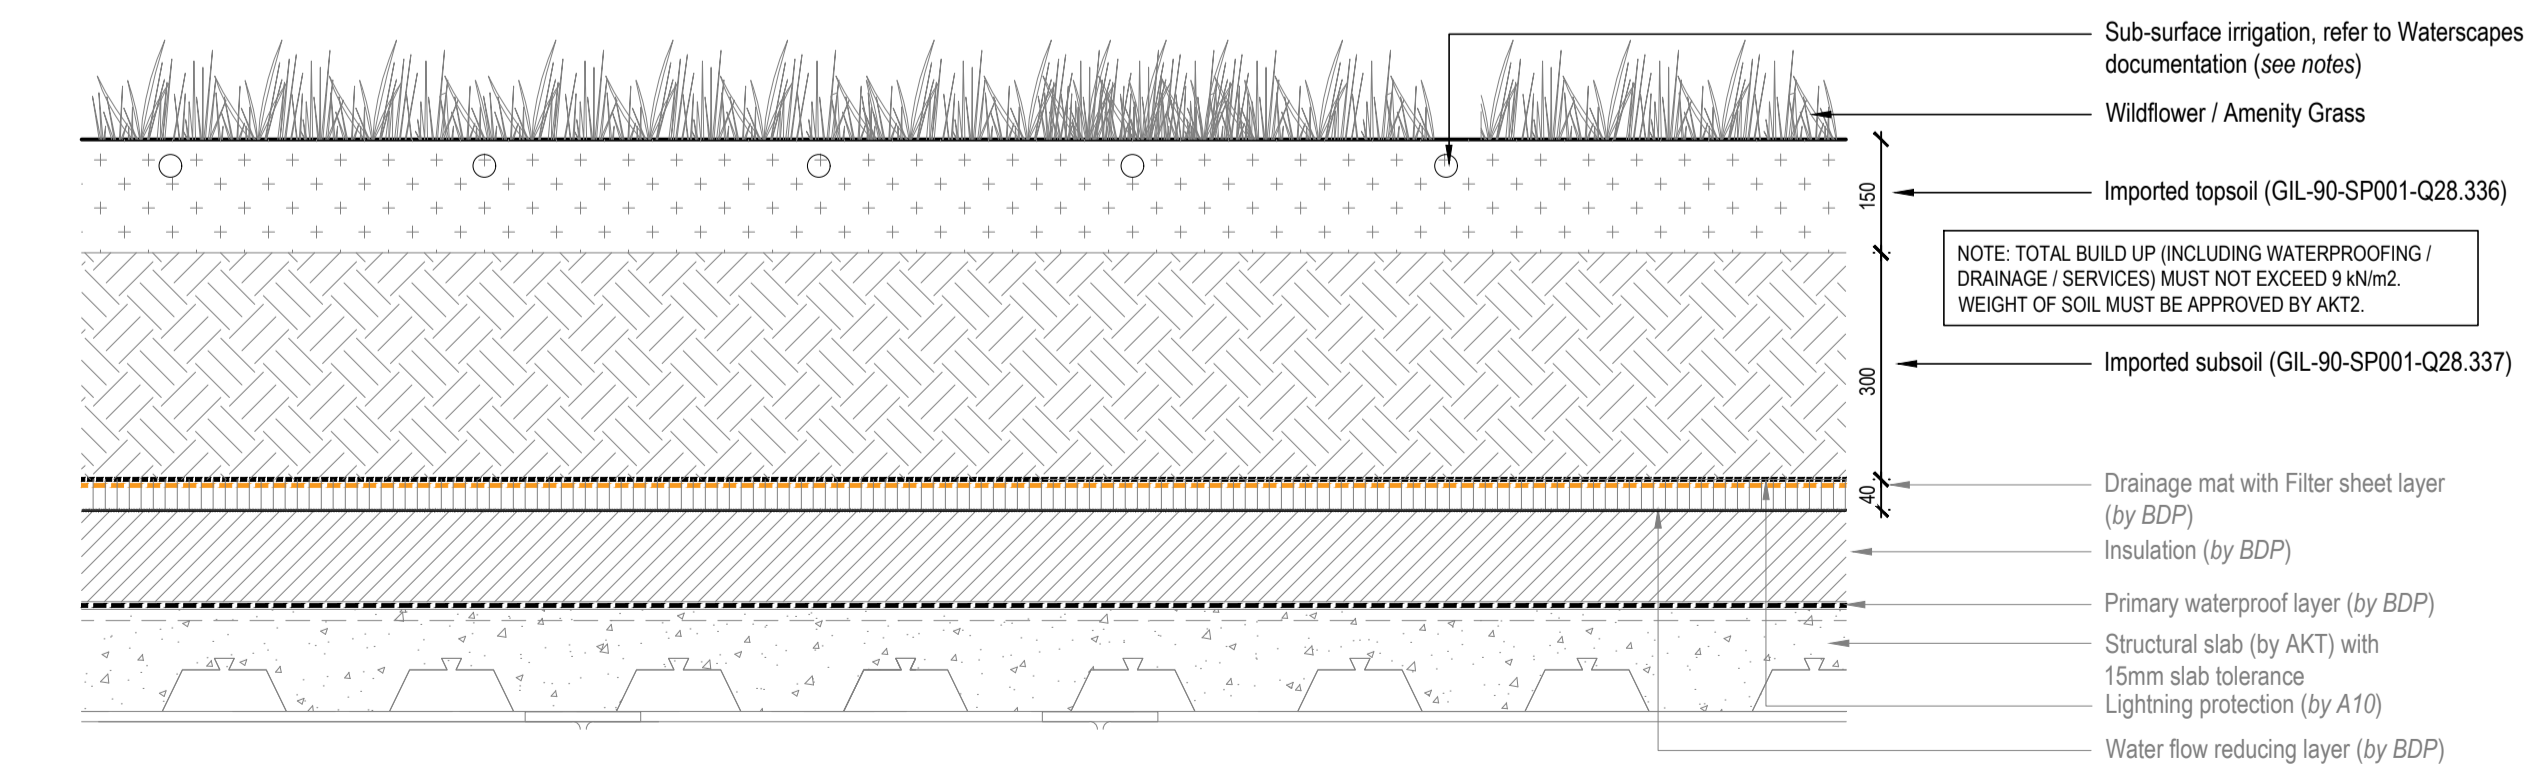 Sub-surface irrigation, refer to Waterscapes
documentation (see notes)
Wildflower / Amenity Grass
150
Imported topsoil (GIL-90-SP001-Q28.336)
NOTE: TOTAL BUILD UP (INCLUDING WATERPROOFING /
DRAINAGE / SERVICES) MUST NOT EXCEED 9 kN/m2.
WEIGHT OF SOIL MUST BE APPROVED BY AKT2.
300
Imported subsoil (GIL-90-SP001-Q28.337)
40
Drainage mat with Filter sheet layer
(by BDP)
Insulation (by BDP)
Primary waterproof layer (by BDP)
Structural slab (by AKT) with
15mm slab tolerance
Lightning protection (by A10)
Water flow reducing layer (by BDP)